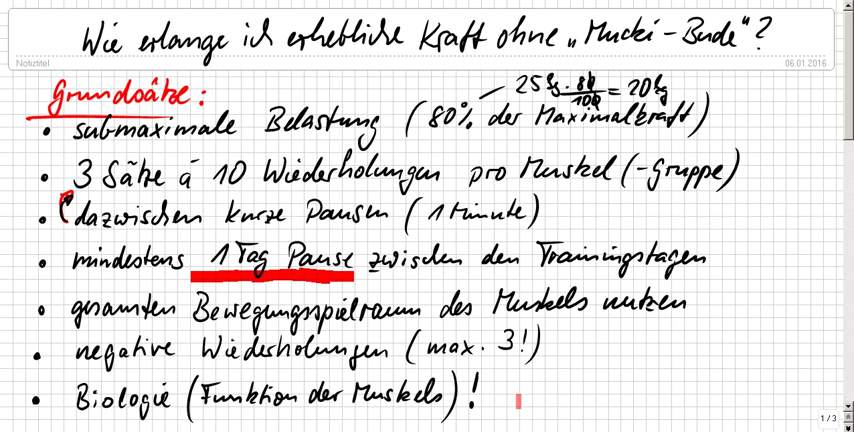 Wie erlange ich erhebliche Kraft ohne „Mucki-Bude"?
Notiztitel
06.01.2016
Grundsätze:
25 kg · 80/100 = 20 kg
• submaximale Belastung (80% der Maximalkraft)
• 3 Sätze à 10 Wiederholungen pro Muskel (-gruppe)
• (dazwischen kurze Pausen (1 Minute)
• mindestens 1 Tag Pause zwischen den Trainingstagen
• gesamten Bewegungsspielraum des Muskels nutzen
• negative Wiederholungen (max. 3!)
• Biologie (Funktion der Muskels)!
1 / 3